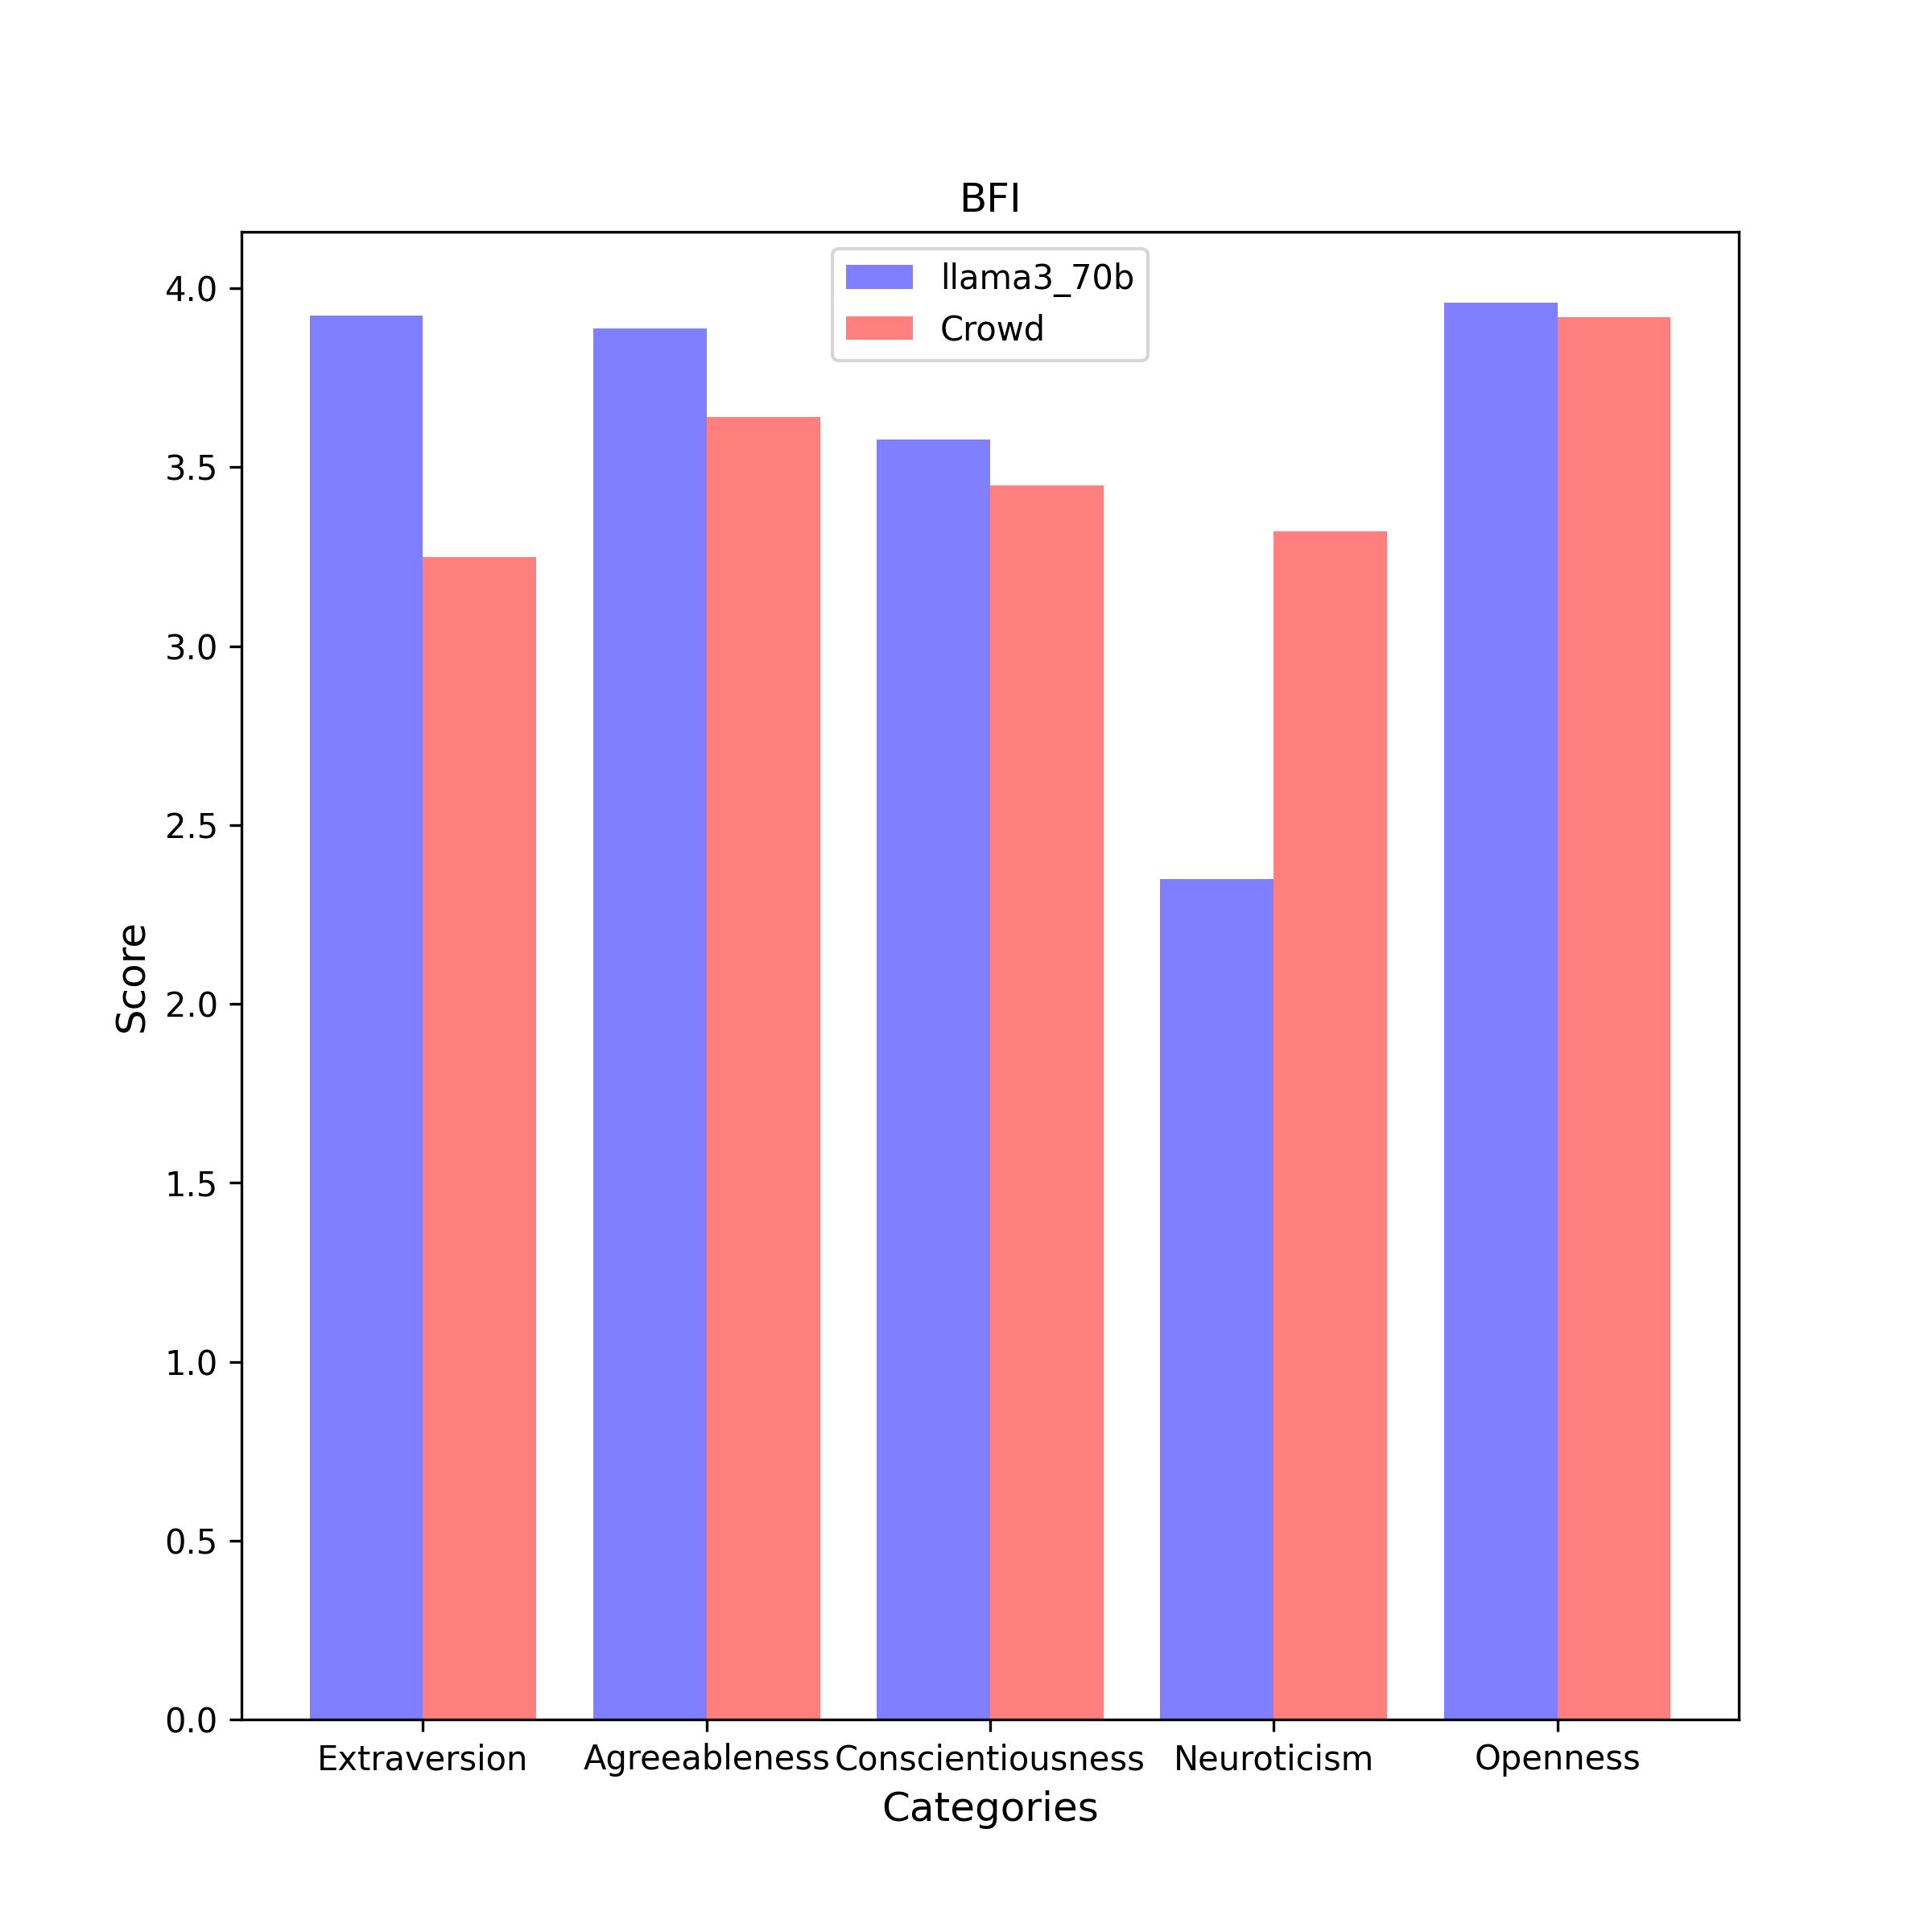 BFI
llama3_70b
Crowd
4.0
3.5
3.0
2.5
2.0
1.5
1.0
0.5
0.0
Score
Extraversion Agreeableness Conscientiousness Neuroticism Openness
Categories